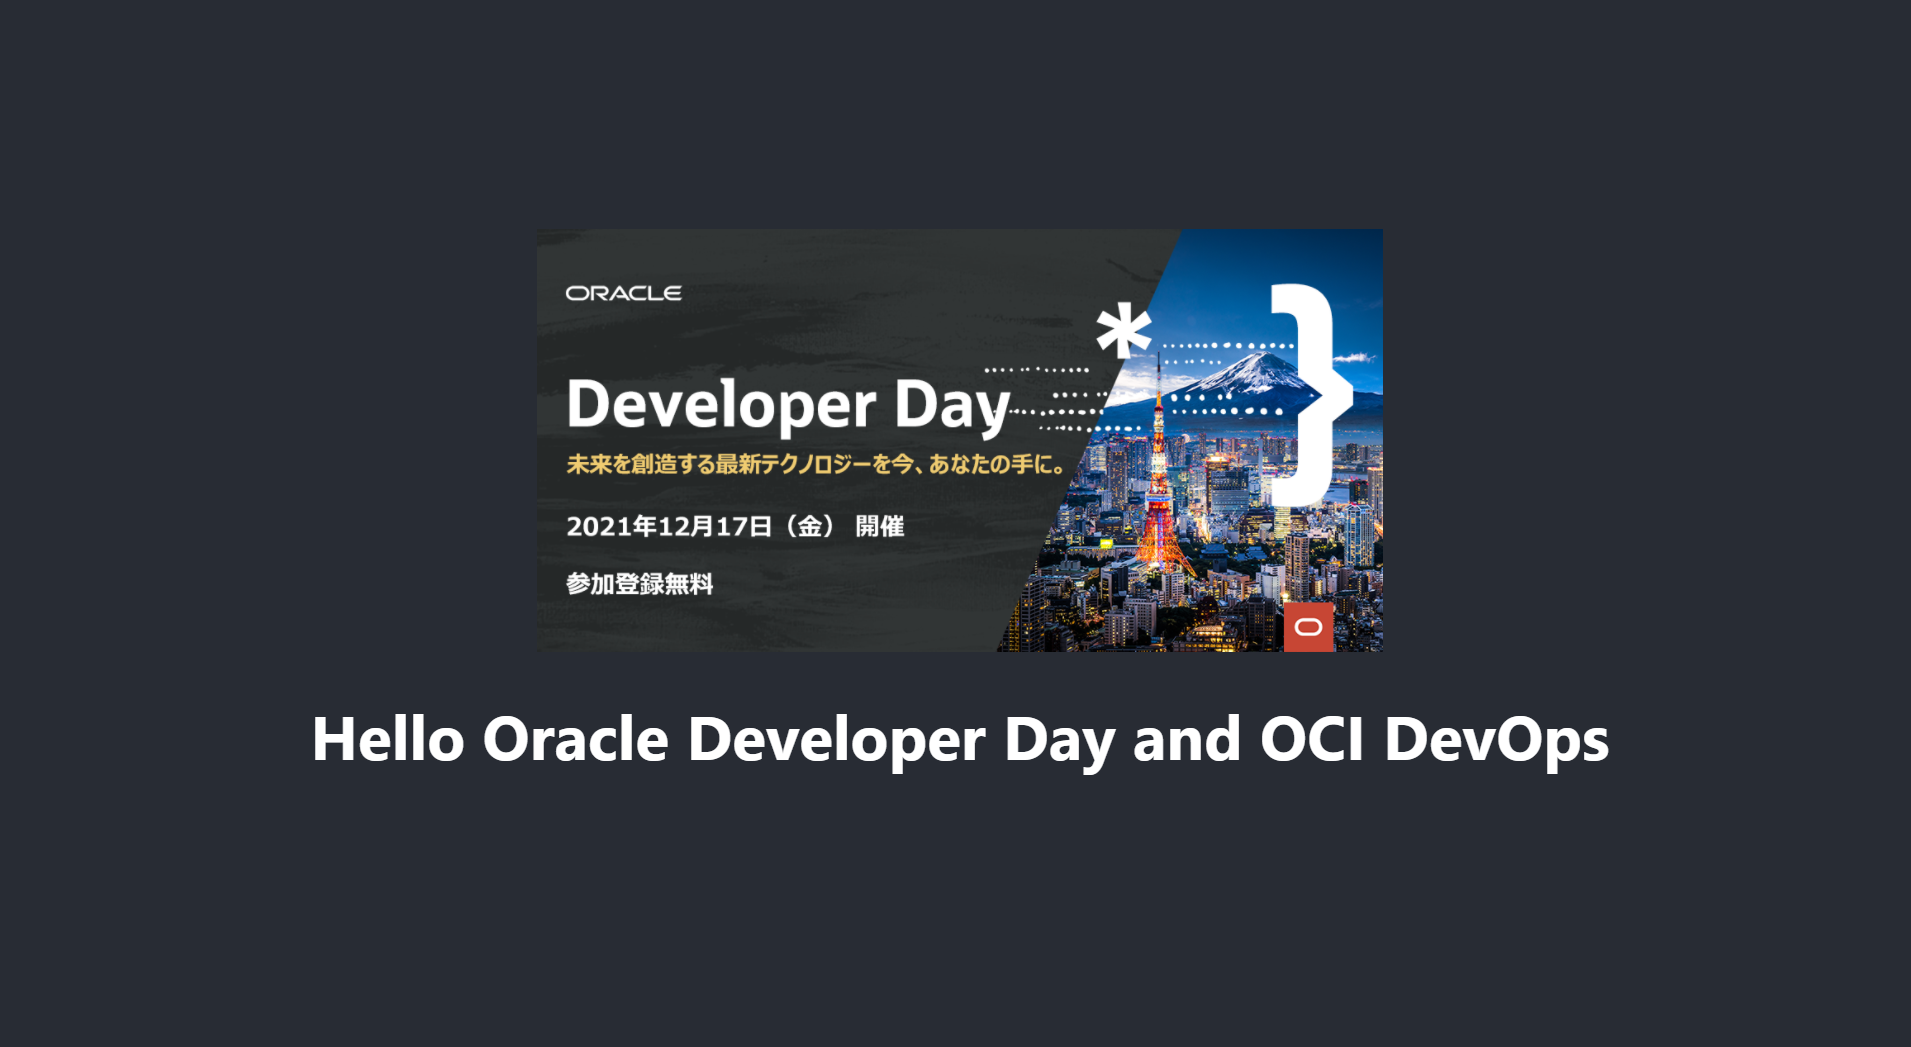 ORACLE
Developer Day
未来を創造する最新テクノロジーを今、あなたの手に。
2021年12月17日（金） 開催
参加登録無料
Hello Oracle Developer Day and OCI DevOps